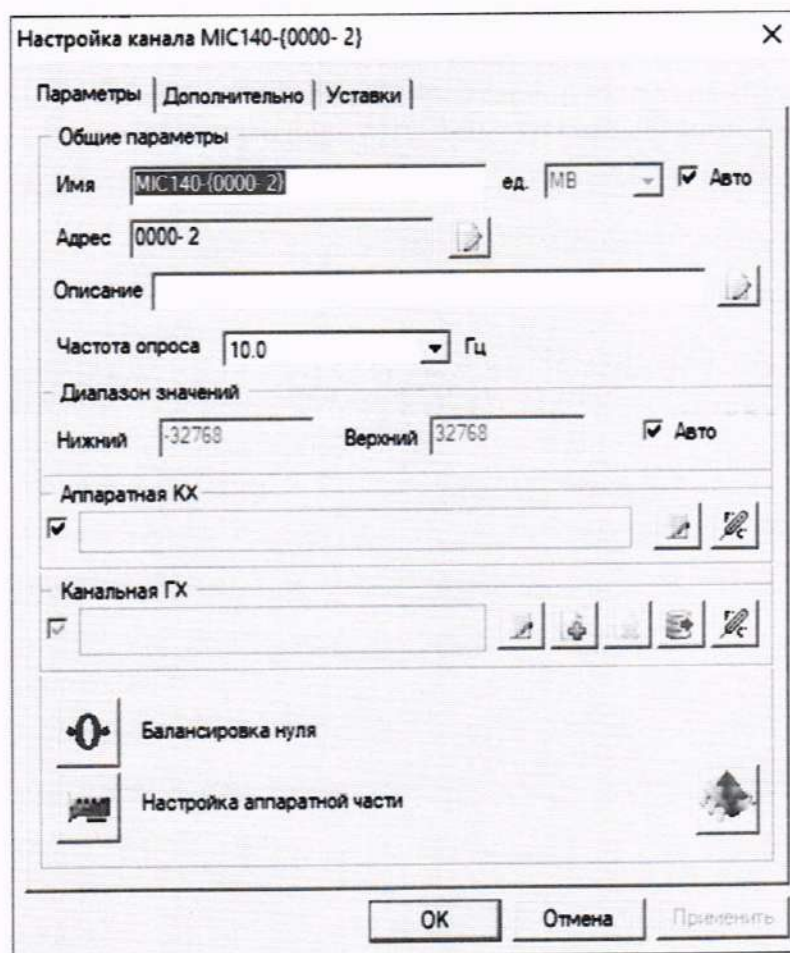 Настройка канала MIC140-{0000- 2}
Параметры Дополнительно Уставки
Общие параметры
Имя MIC140-{0000- 2} ед. МВ Авто
Адрес 0000- 2
Описание
Частота опроса 10.0 Гц
Диапазон значений
Нижний -32768 Верхний 32768 Авто
Аппаратная КХ
Канальная ГХ
Балансировка нуля
Настройка аппаратной части
OK Отмена Применить